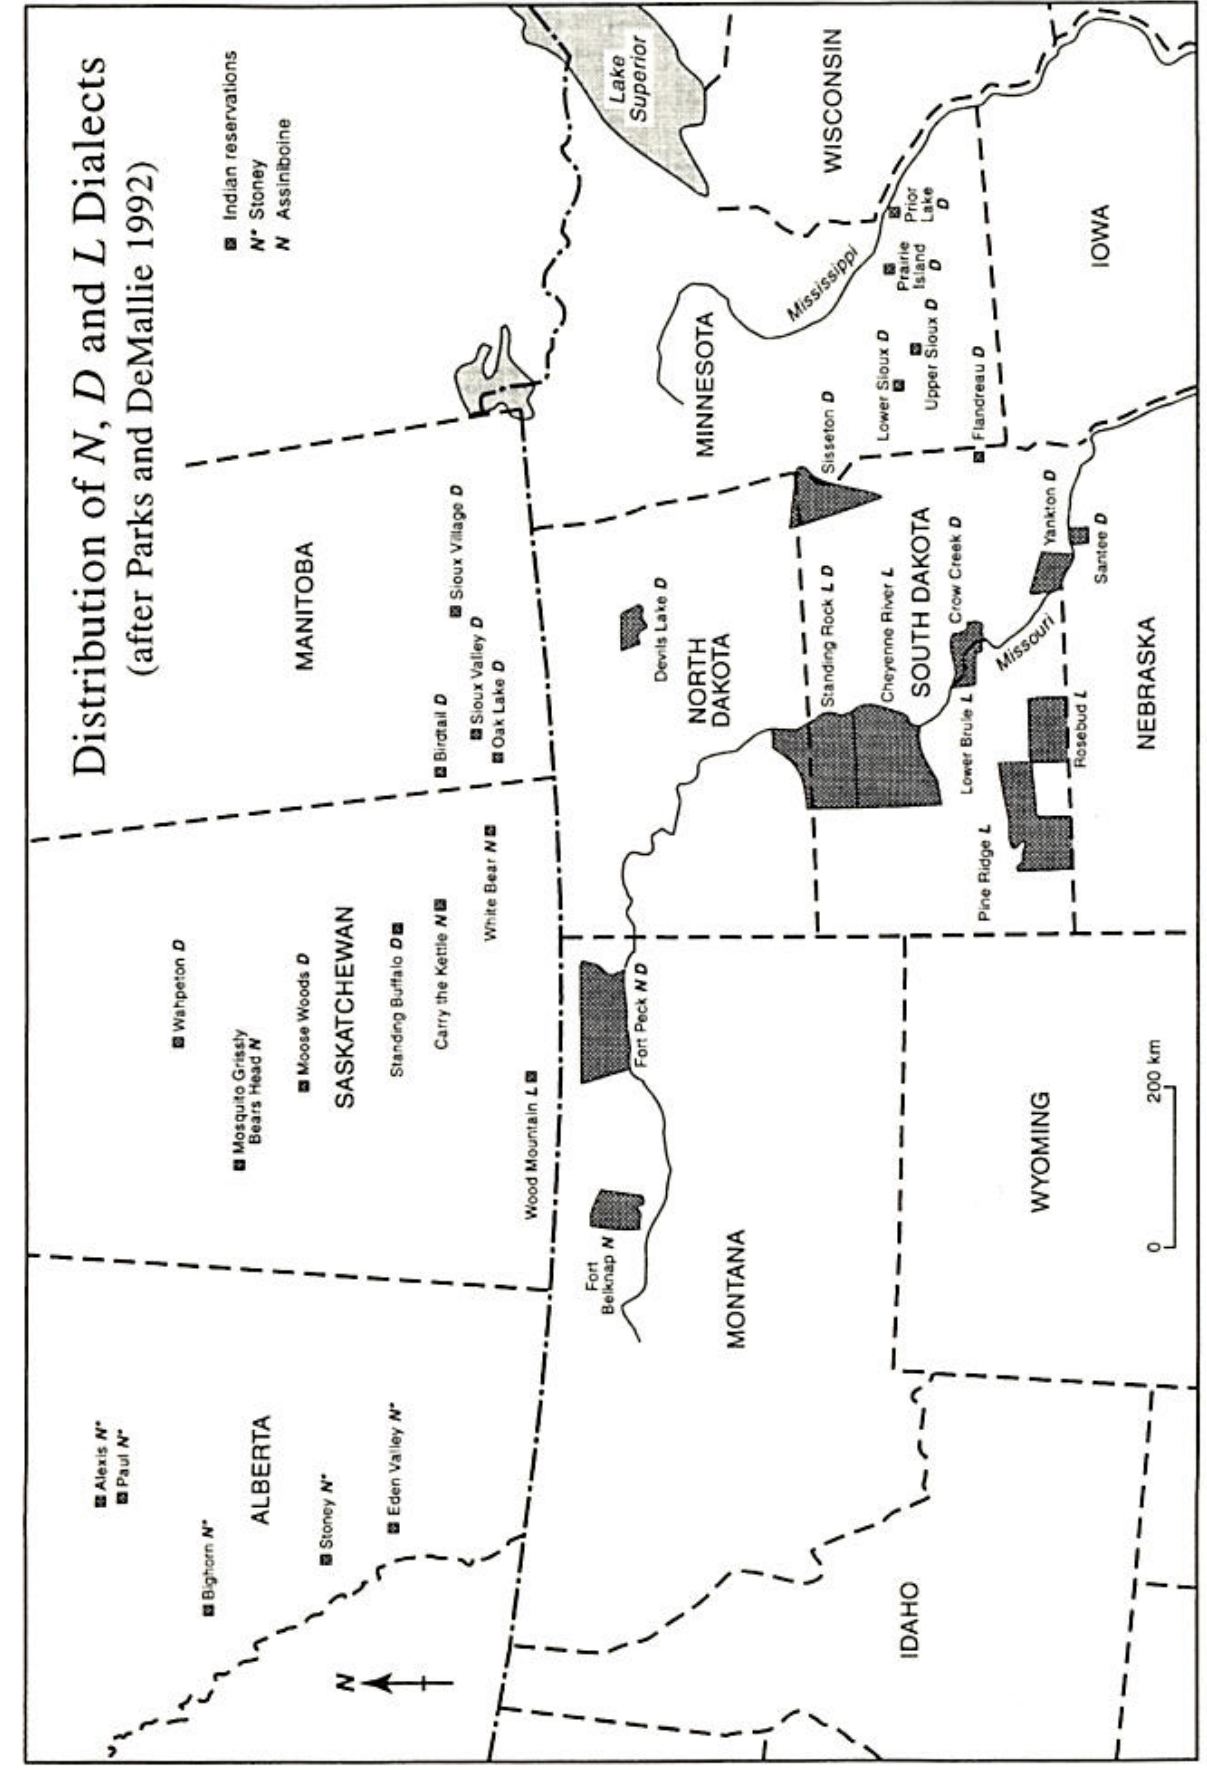 Distribution of N, D and L Dialects
(after Parks and DeMallie 1992)
Indian reservations
N* Stoney
N Assiniboine
Alexis N*
Paul N*
Bighorn N*
ALBERTA
Stoney N*
Eden Valley N*
N
Wahpeton D
Mosquito Grissly
Bears Head N
Moose Woods D
SASKATCHEWAN
Standing Buffalo D
Carry the Kettle N
White Bear N
Wood Mountain L
MANITOBA
Birdtail D
Sioux Village D
Sioux Valley D
Oak Lake D
Lake
Superior
Fort
Belknap N
Fort Peck N D
MONTANA
Devils Lake D
NORTH
DAKOTA
MINNESOTA
Mississippi
WISCONSIN
Sisseton D
Standing Rock L D
Cheyenne River L
SOUTH DAKOTA
Crow Creek D
Lower Brule L
Missouri
Pine Ridge L
Rosebud L
Yankton D
Santee D
Lower Sioux D
Upper Sioux D
Prairie
Island
D
Prior
Lake
D
Flandreau D
IOWA
NEBRASKA
WYOMING
IDAHO
0 200 km